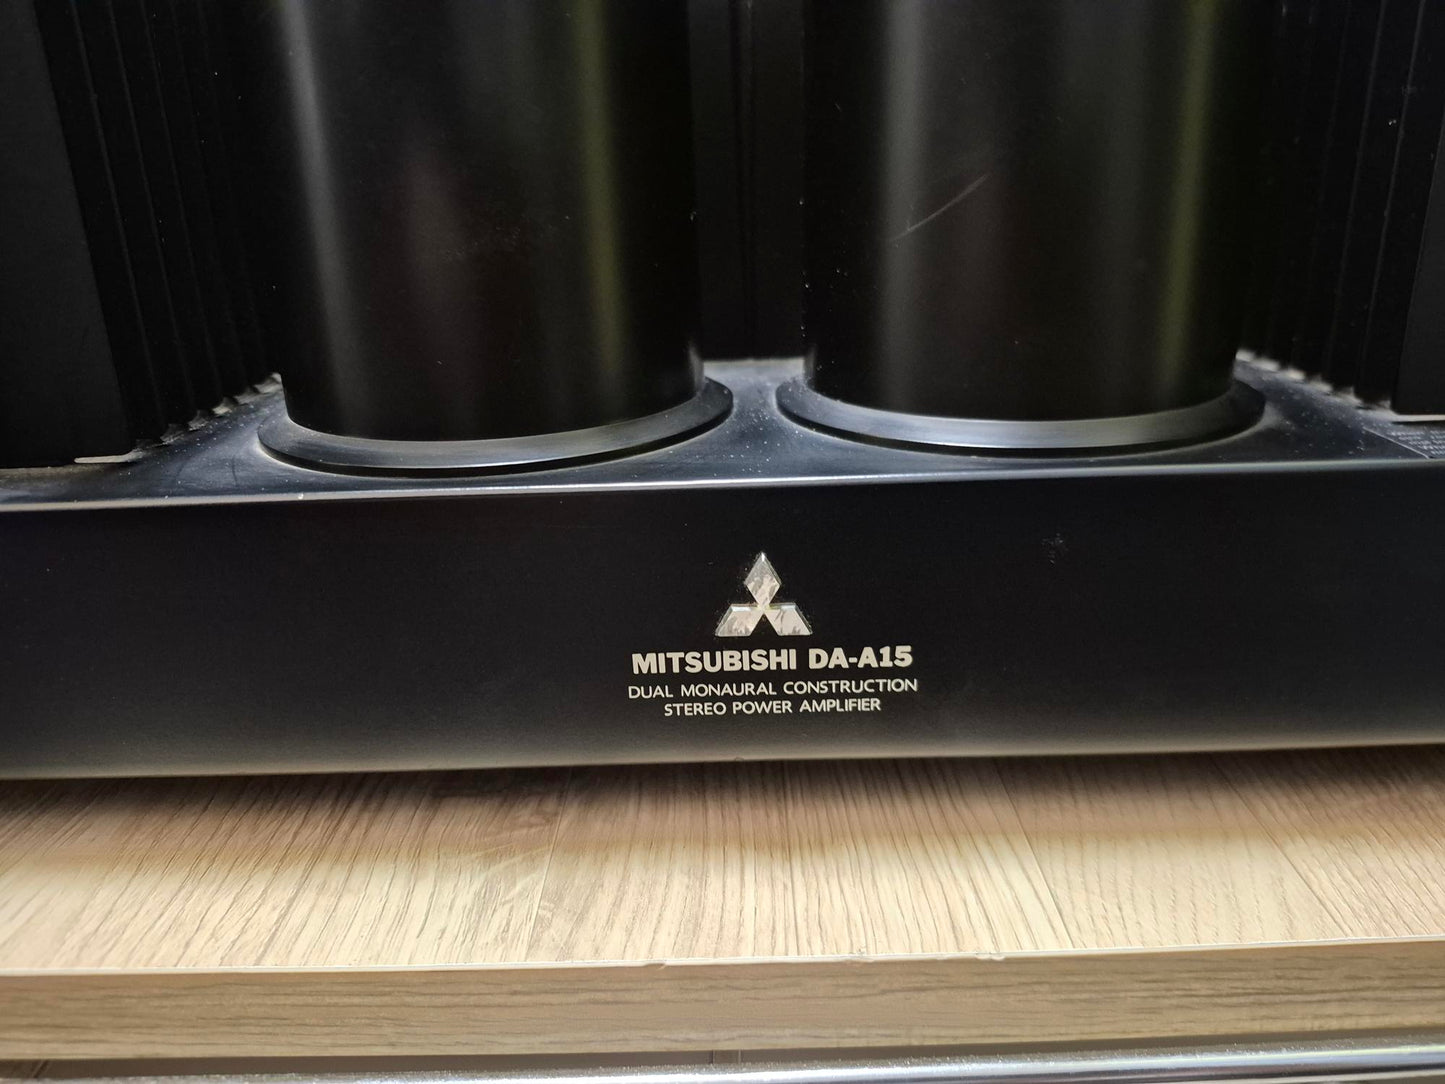 MITSUBISHI DA-A15
DUAL MONAURAL CONSTRUCTION
STEREO POWER AMPLIFIER